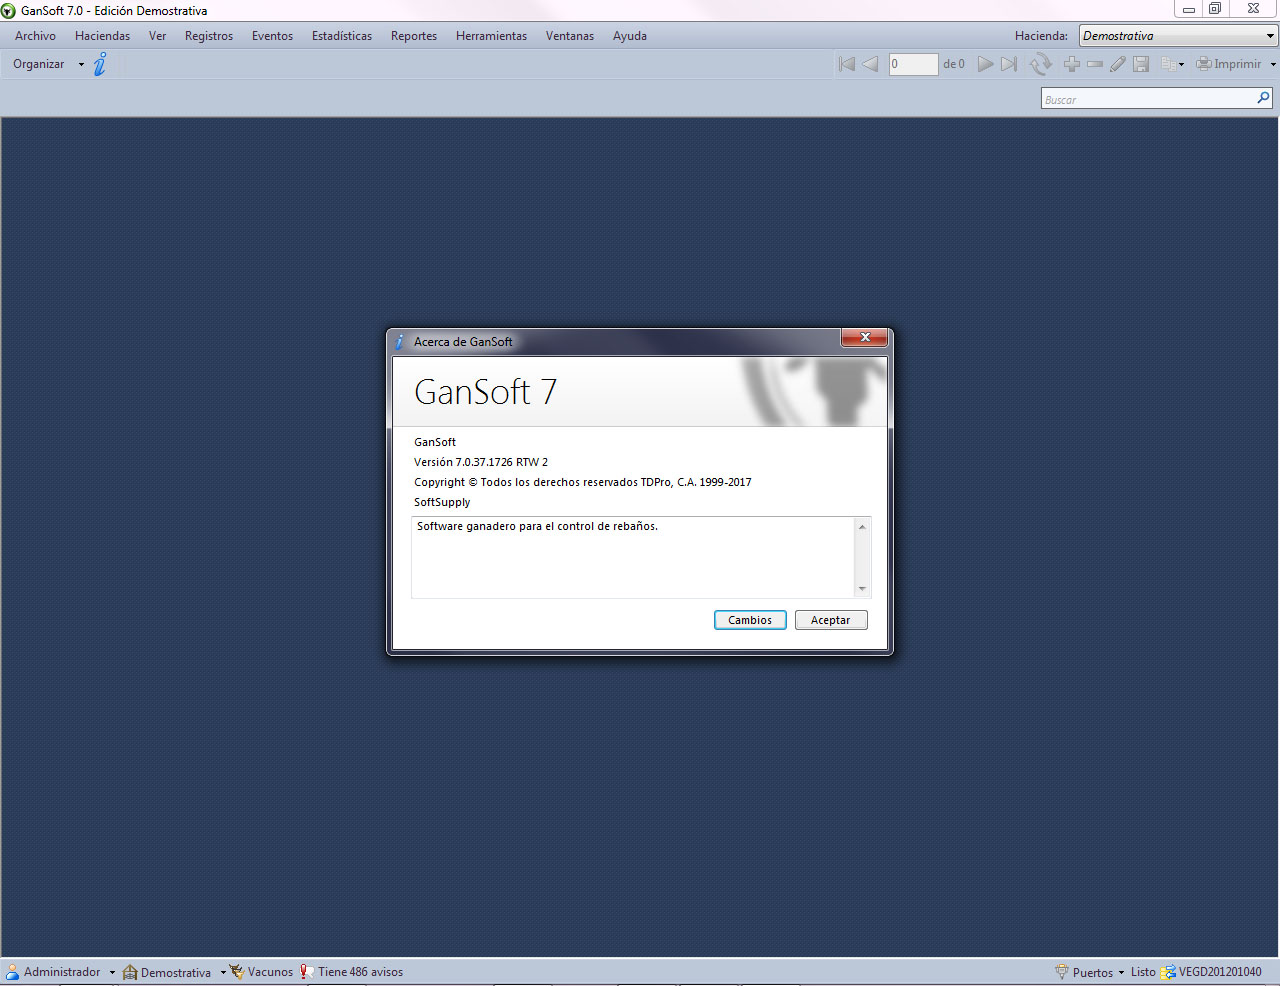 GanSoft 7.0 - Edición Demostrativa
Archivo Haciendas Ver Registros Eventos Estadísticas Reportes Herramientas Ventanas Ayuda Hacienda: Demostrativa
Organizar 0 de 0 Imprimir
Buscar
Acerca de GanSoft
GanSoft 7
GanSoft
Versión 7.0.37.1726 RTW 2
Copyright © Todos los derechos reservados TDPro, C.A. 1999-2017
SoftSupply
Software ganadero para el control de rebaños.
Cambios Aceptar
Administrador Demostrativa Vacunos Tiene 486 avisos Puertos Listo VEGD201201040